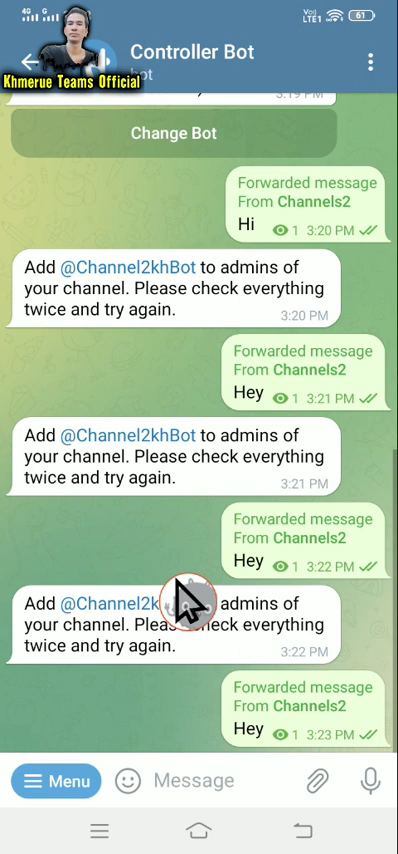 4G G
Vo))
LTE1
61
Controller Bot
bot
Khmerue Teams Official
3:19 PM
Change Bot
Forwarded message
From Channels2
Hi 1 3:20 PM
Add @Channel2khBot to admins of
your channel. Please check everything
twice and try again.
3:20 PM
Forwarded message
From Channels2
Hey 1 3:21 PM
Add @Channel2khBot to admins of
your channel. Please check everything
twice and try again.
3:21 PM
Forwarded message
From Channels2
Hey 1 3:22 PM
Add @Channel2k admins of
your channel. Pleas check everything
twice and try again.
3:22 PM
Forwarded message
From Channels2
Hey 1 3:23 PM
Menu
Message